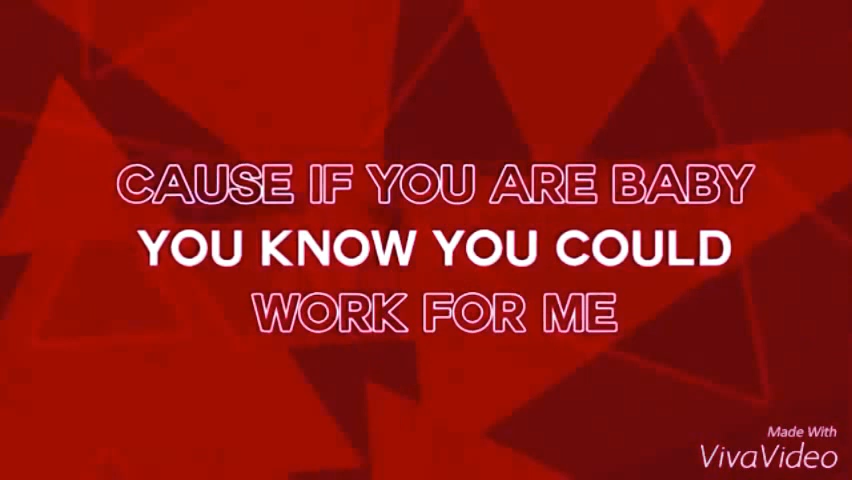 CAUSE IF YOU ARE BABY
YOU KNOW YOU COULD
WORK FOR ME
Made With
VivaVideo